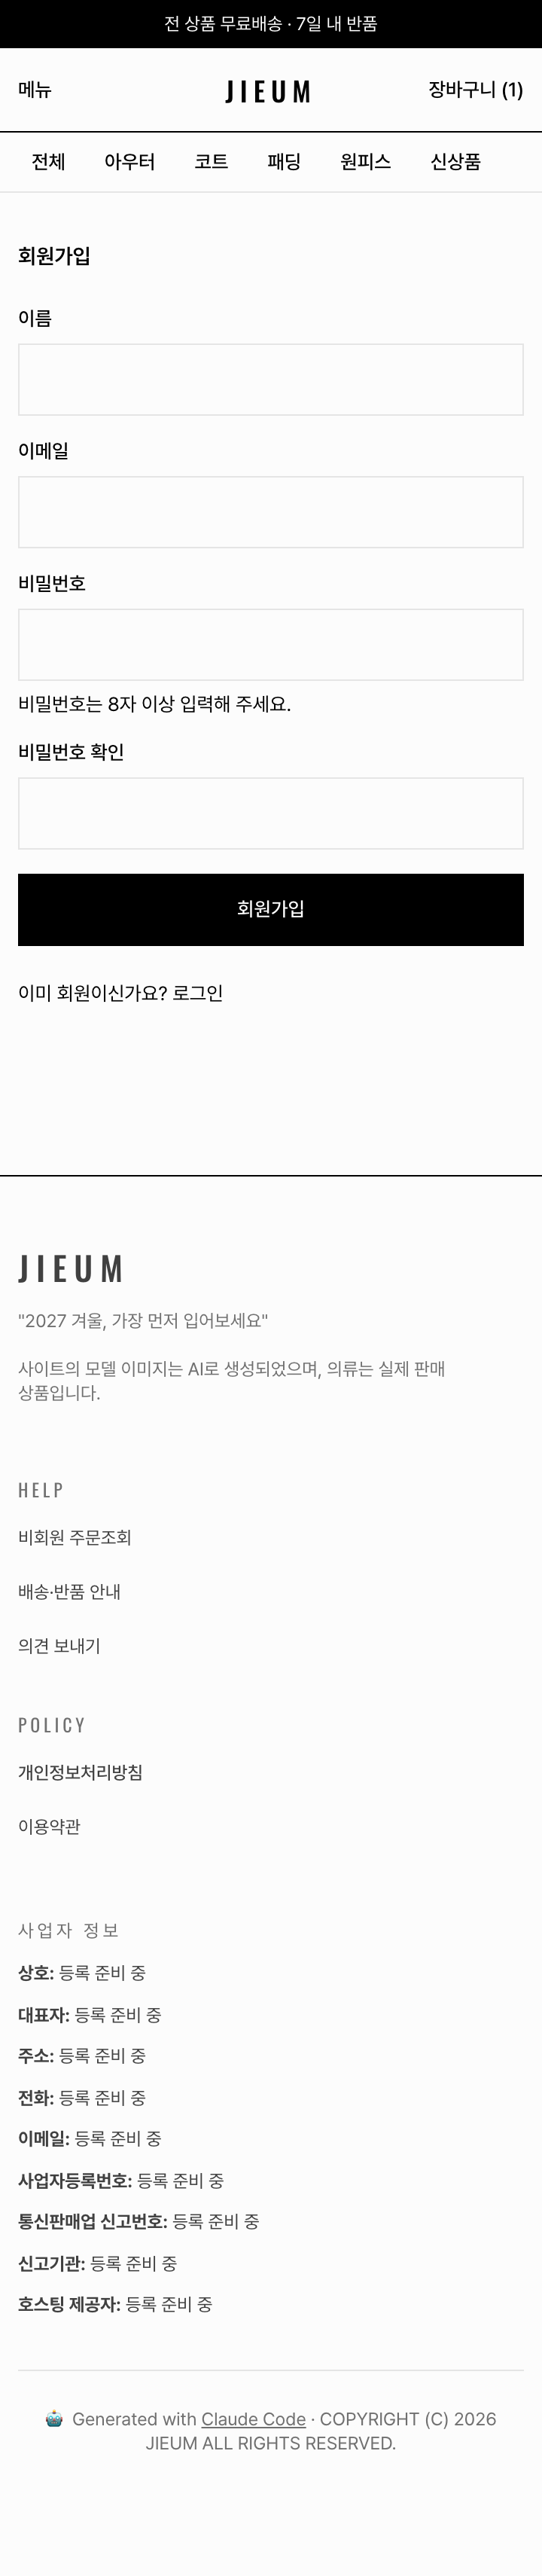 전 상품 무료배송 · 7일 내 반품
메뉴
JIEUM
장바구니 (1)
전체 아우터 코트 패딩 원피스 신상품
회원가입
이름
이메일
비밀번호
비밀번호는 8자 이상 입력해 주세요.
비밀번호 확인
회원가입
이미 회원이신가요? 로그인
JIEUM
"2027 겨울, 가장 먼저 입어보세요"
사이트의 모델 이미지는 AI로 생성되었으며, 의류는 실제 판매
상품입니다.
HELP
비회원 주문조회
배송·반품 안내
의견 보내기
POLICY
개인정보처리방침
이용약관
사업자 정보
상호: 등록 준비 중
대표자: 등록 준비 중
주소: 등록 준비 중
전화: 등록 준비 중
이메일: 등록 준비 중
사업자등록번호: 등록 준비 중
통신판매업 신고번호: 등록 준비 중
신고기관: 등록 준비 중
호스팅 제공자: 등록 준비 중
🤖 Generated with Claude Code · COPYRIGHT (C) 2026
JIEUM ALL RIGHTS RESERVED.